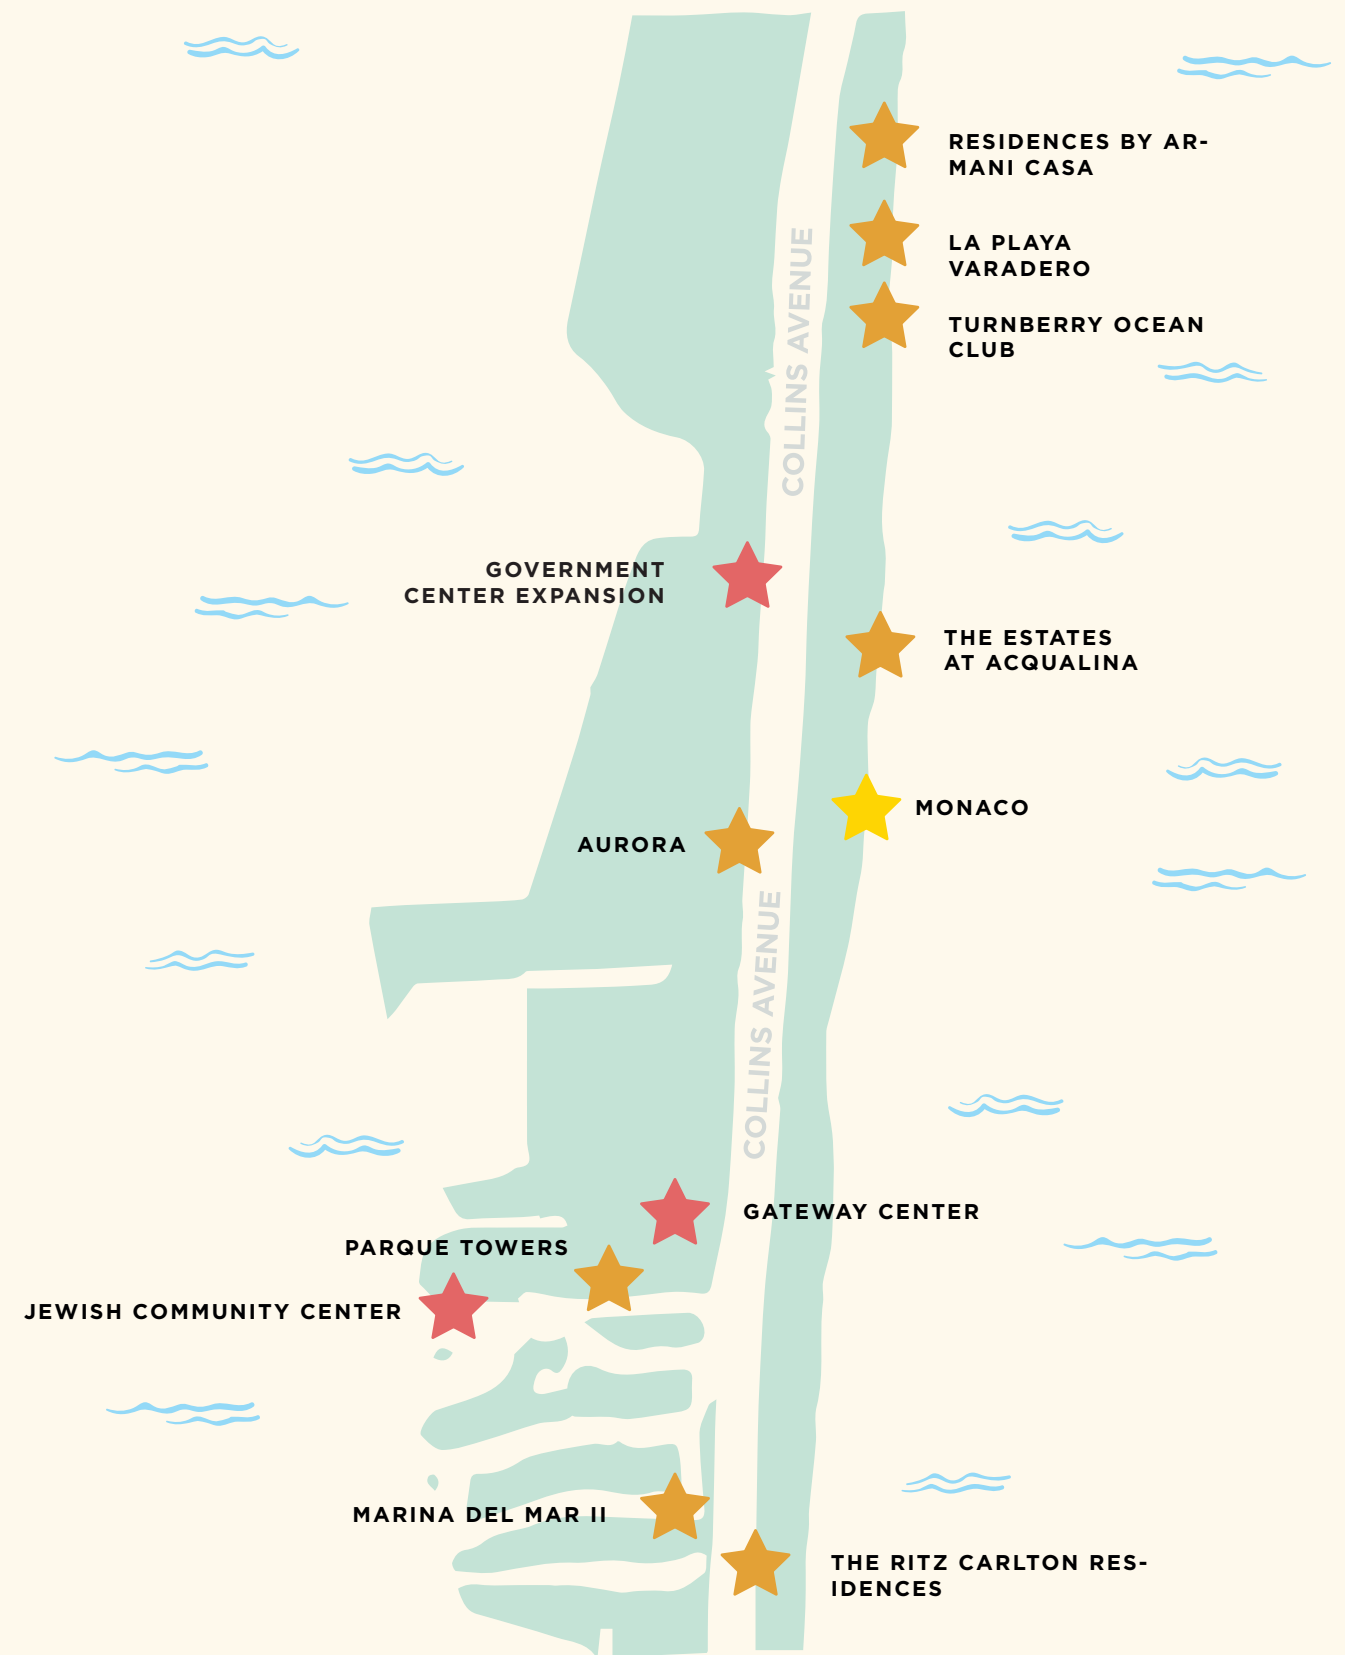 RESIDENCES BY AR-
MANI CASA
LA PLAYA
VARADERO
COLLINS AVENUE
TURNBERRY OCEAN
CLUB
GOVERNMENT
CENTER EXPANSION
THE ESTATES
AT ACQUALINA
MONACO
AURORA
COLLINS AVENUE
GATEWAY CENTER
PARQUE TOWERS
JEWISH COMMUNITY CENTER
MARINA DEL MAR II
THE RITZ CARLTON RES-
IDENCES